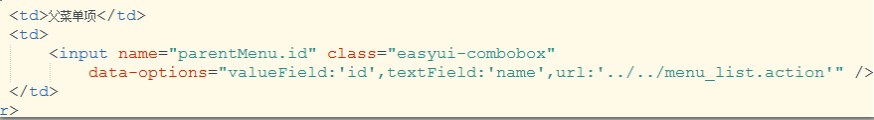 <td>父菜单项</td>
<td>
<input name="parentMenu.id" class="easyui-combobox"
data-options="valueField:'id',textField:'name',url:'../../menu_list.action'" />
</td>
r>